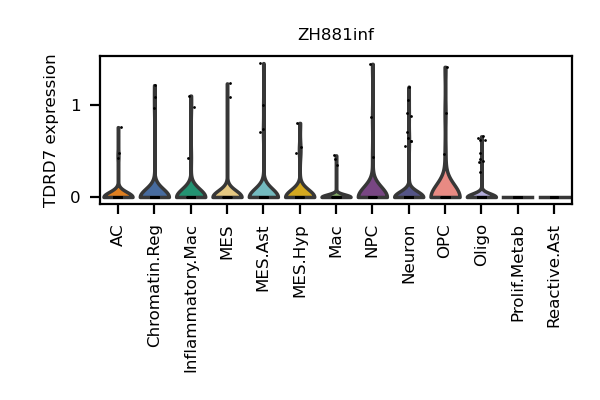 ZH881inf
TDRD7 expression
1
0
AC
Chromatin.Reg
Inflammatory.Mac
MES
MES.Ast
MES.Hyp
Mac
NPC
Neuron
OPC
Oligo
Prolif.Metab
Reactive.Ast